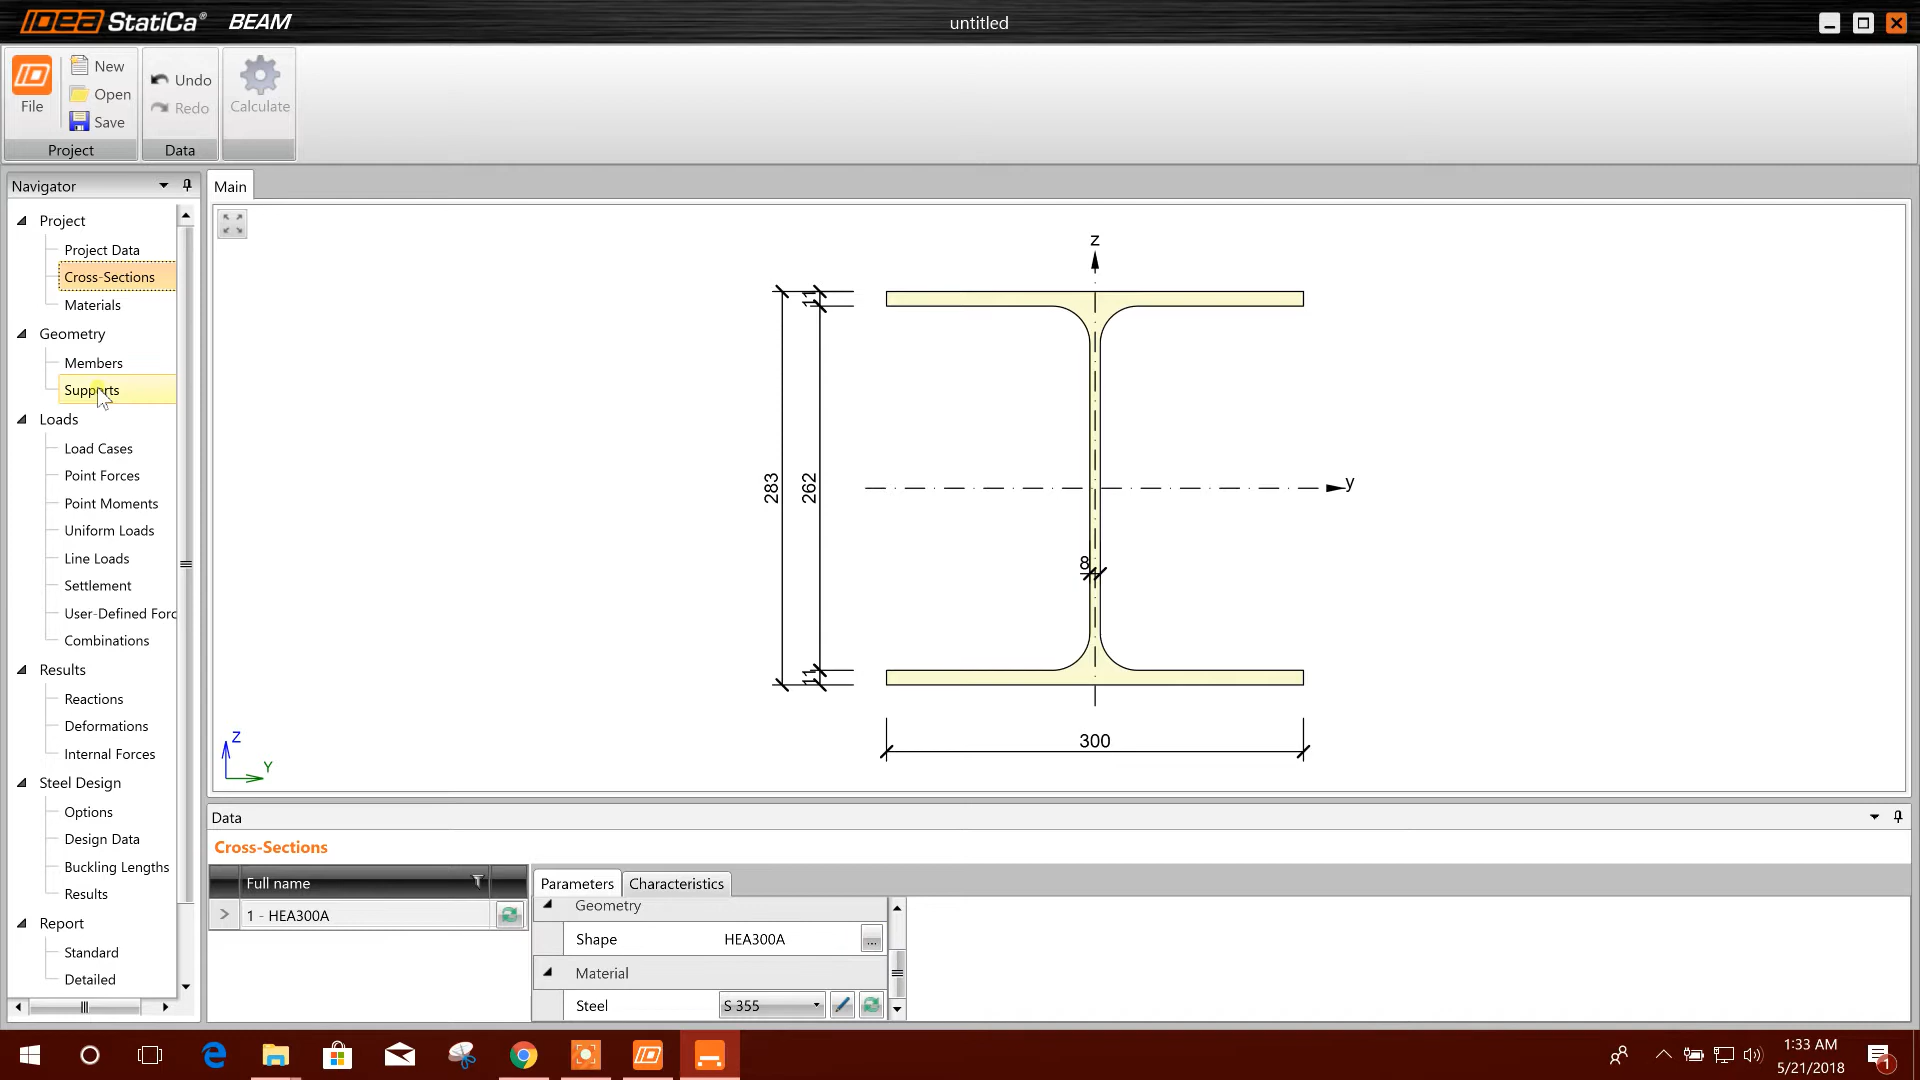 IDEA StatiCa® BEAM
untitled
File
New
Open
Save
Project
Undo
Redo
Data
Calculate
Navigator
Project
Project Data
Cross-Sections
Materials
Geometry
Members
Supports
Loads
Load Cases
Point Forces
Point Moments
Uniform Loads
Line Loads
Settlement
User-Defined Forc
Combinations
Results
Reactions
Deformations
Internal Forces
Steel Design
Options
Design Data
Buckling Lengths
Results
Report
Standard
Detailed
Main
z
y
11
283
262
8
11
300
Z
Y
Data
Cross-Sections
Full name
1 - HEA300A
Parameters
Characteristics
Geometry
Shape HEA300A ...
Material
Steel S 355
1:33 AM
5/21/2018
1